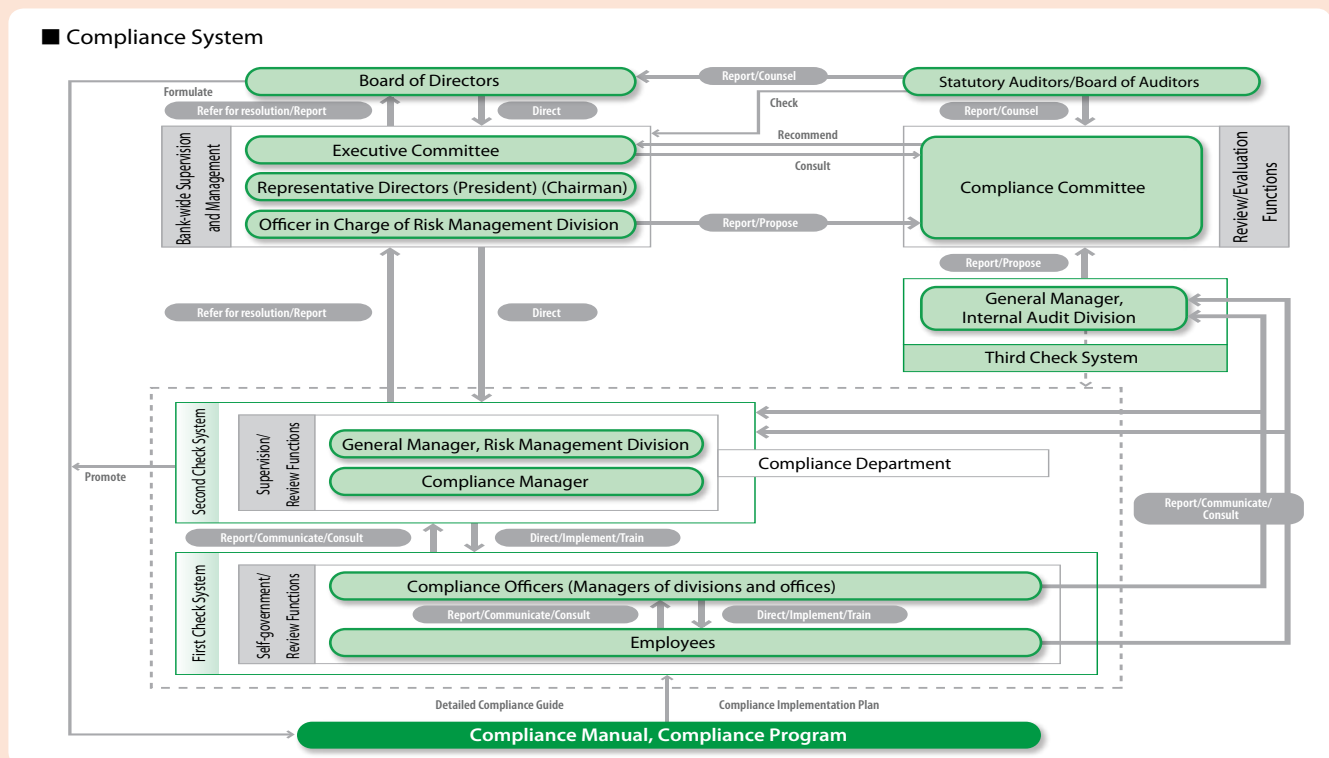 ■ Compliance System
Board of Directors
Report/Counsel
Statutory Auditors/Board of Auditors
Formulate
Refer for resolution/Report
Direct
Check
Report/Counsel
Bank-wide Supervision
and Management
Executive Committee
Recommend
Consult
Representative Directors (President) (Chairman)
Officer in Charge of Risk Management Division
Report/Propose
Compliance Committee
Review/Evaluation
Functions
Report/Propose
General Manager,
Internal Audit Division
Third Check System
Refer for resolution/Report
Direct
Second Check System
Supervision/
Review Functions
General Manager, Risk Management Division
Compliance Manager
Compliance Department
Promote
Report/Communicate/
Consult
Report/Communicate/Consult
Direct/Implement/Train
First Check System
Self-government/
Review Functions
Compliance Officers (Managers of divisions and offices)
Report/Communicate/Consult
Direct/Implement/Train
Employees
Detailed Compliance Guide
Compliance Implementation Plan
Compliance Manual, Compliance Program